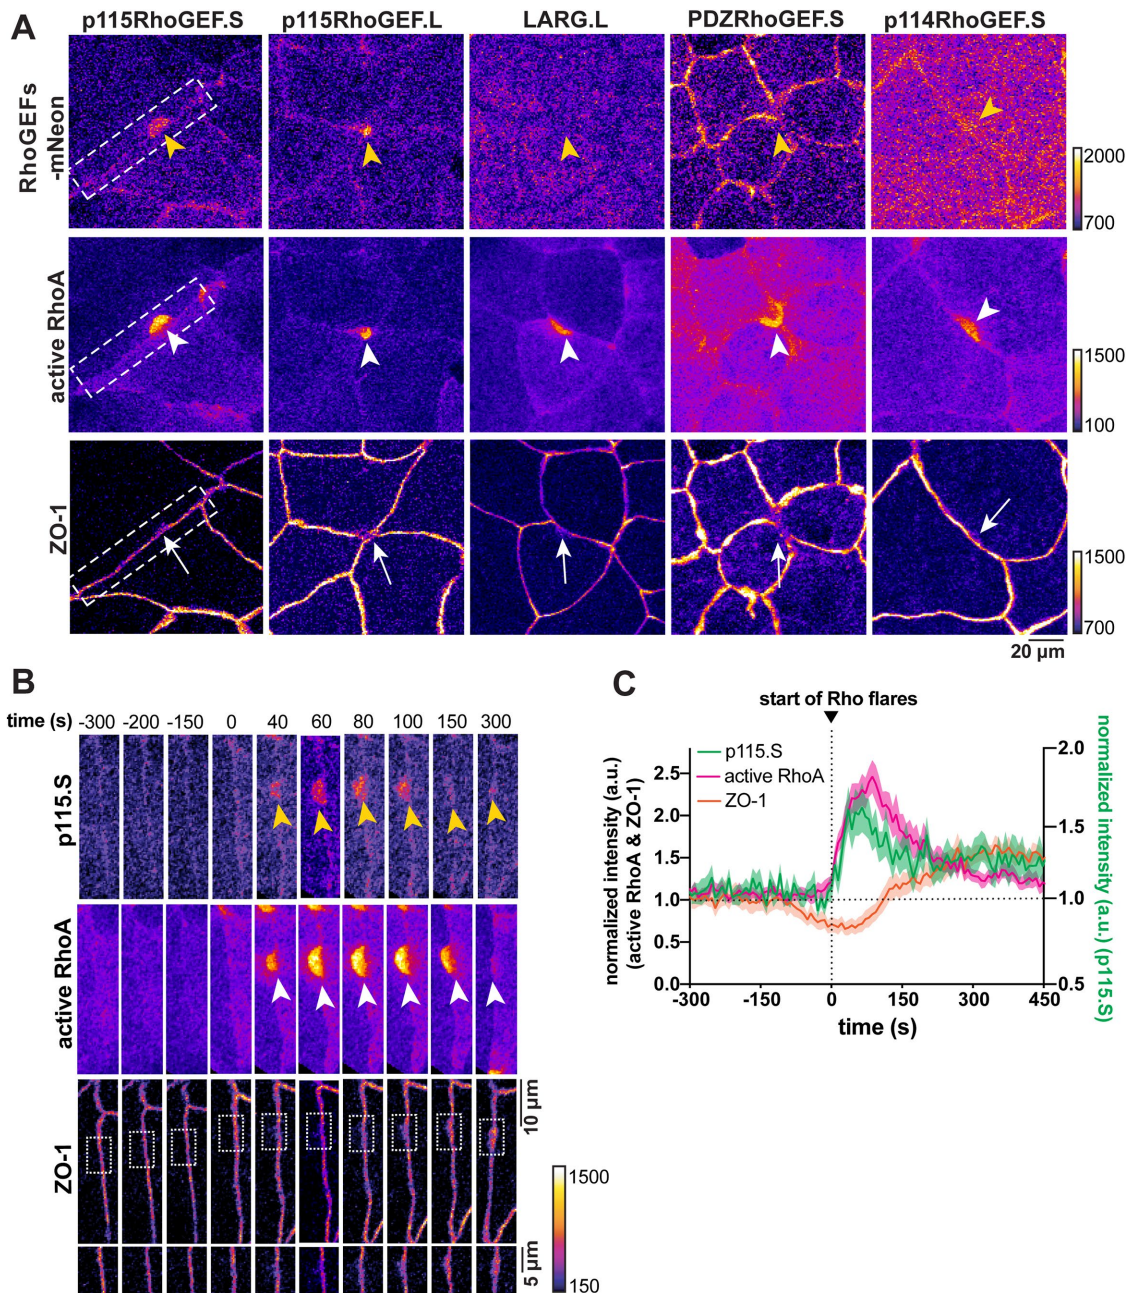 A
p115RhoGEF.S
p115RhoGEF.L
LARG.L
PDZRhoGEF.S
p114RhoGEF.S
RhoGEFs
-mNeon
2000
700
active RhoA
1500
100
ZO-1
1500
700
20 µm
B
time (s)
-300
-200
-150
0
40
60
80
100
150
300
p115.S
active RhoA
ZO-1
10 µm
5 µm
1500
150
C
start of Rho flares
p115.S
active RhoA
ZO-1
normalized intensity (a.u.)
(active RhoA & ZO-1)
2.5
2.0
1.5
1.0
0.5
0.0
normalized intensity
(a.u.) (p115.S)
2.0
1.5
1.0
0.5
-300
-150
0
150
300
450
time (s)